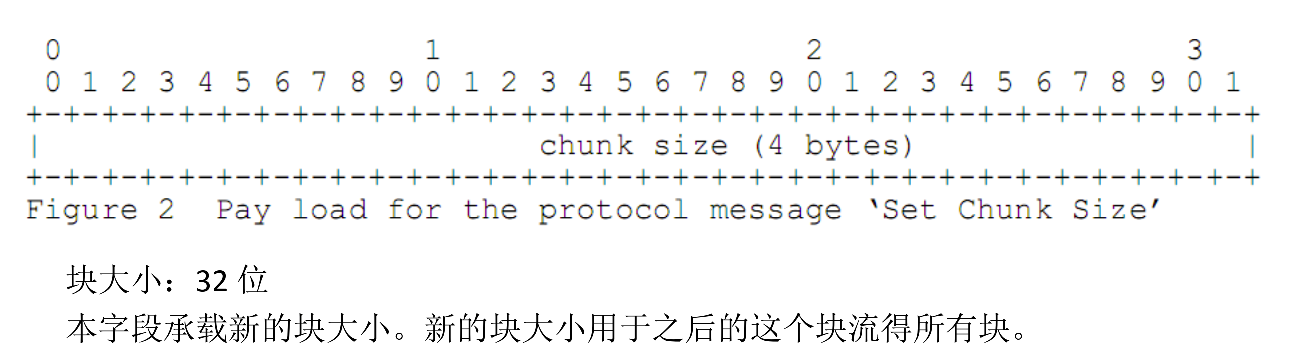 0 1 2 3
0 1 2 3 4 5 6 7 8 9 0 1 2 3 4 5 6 7 8 9 0 1 2 3 4 5 6 7 8 9 0 1
+-+-+-+-+-+-+-+-+-+-+-+-+-+-+-+-+-+-+-+-+-+-+-+-+-+-+-+-+-+-+-+-+
| chunk size (4 bytes) |
+-+-+-+-+-+-+-+-+-+-+-+-+-+-+-+-+-+-+-+-+-+-+-+-+-+-+-+-+-+-+-+-+
Figure 2  Pay load for the protocol message ‘Set Chunk Size’
块大小：32 位
本字段承载新的块大小。新的块大小用于之后的这个块流得所有块。